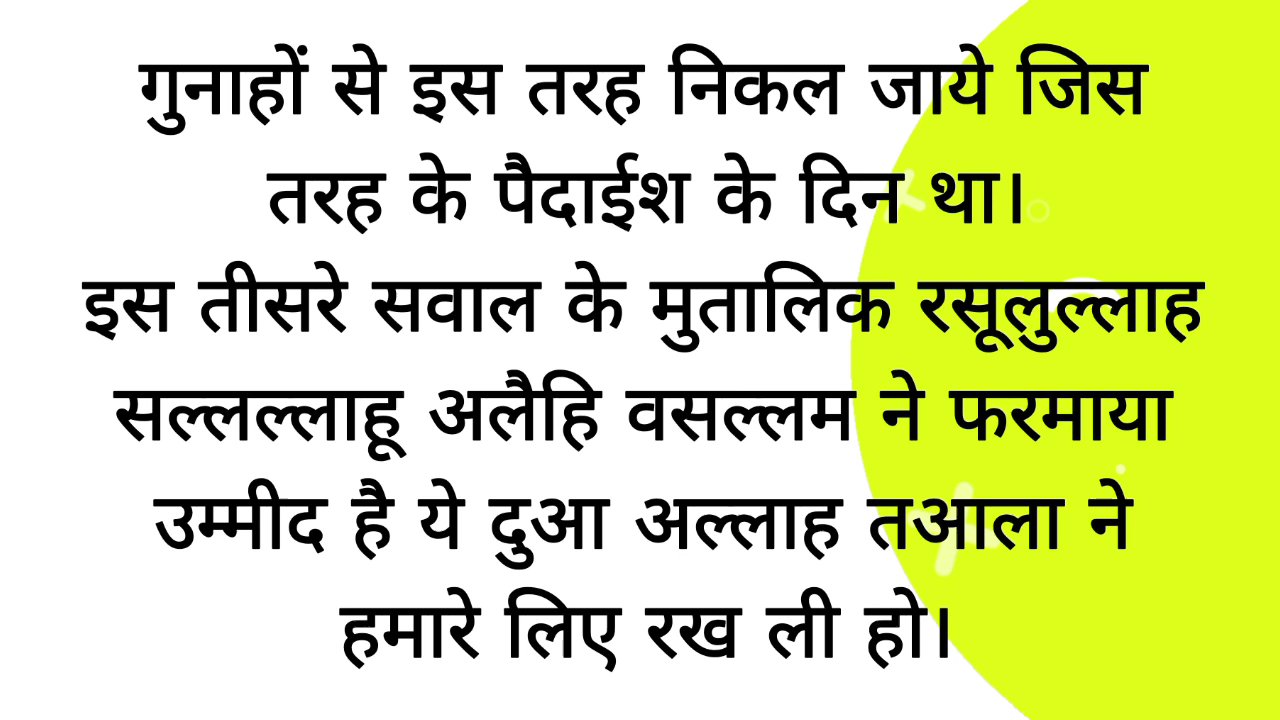 गुनाहों से इस तरह निकल जाये जिस
तरह के पैदाईश के दिन था।
इस तीसरे सवाल के मुतालिक रसूलुल्लाह
सल्लल्लाहू अलैहि वसल्लम ने फरमाया
उम्मीद है ये दुआ अल्लाह तआला ने
हमारे लिए रख ली हो।